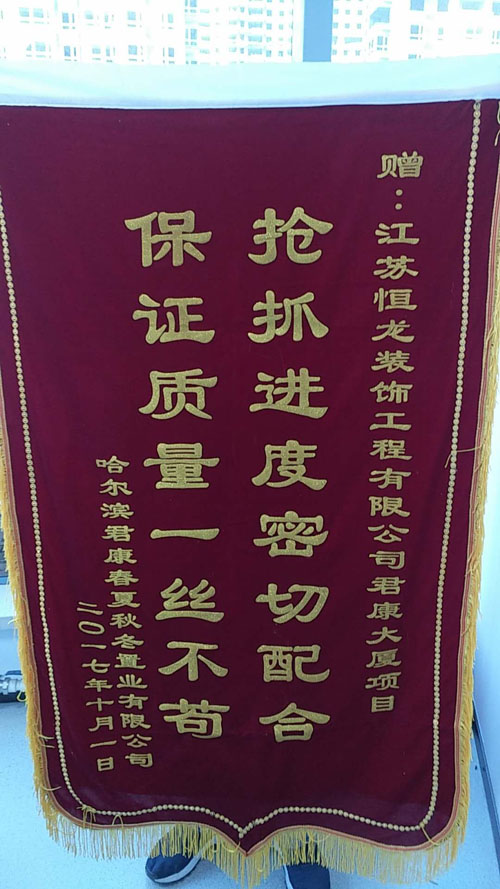 赠：江苏恒龙装饰工程有限公司君康大厦项目
抢抓进度密切配合
保证质量一丝不苟
哈尔滨君康春夏秋冬置业有限公司
二〇一七年十月一日